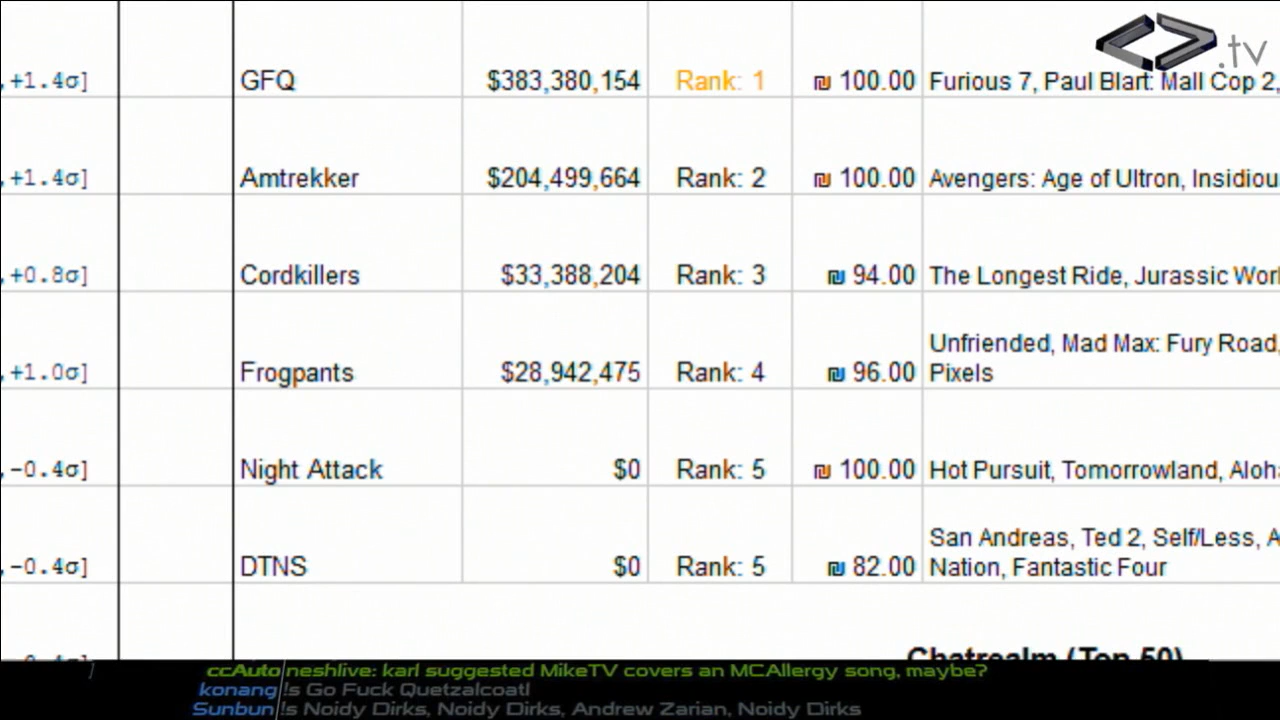 .tv
,+1.4σ] GFQ $383,380,154 Rank: 1 ₪ 100.00 Furious 7, Paul Blart: Mall Cop 2,
,+1.4σ] Amtrekker $204,499,664 Rank: 2 ₪ 100.00 Avengers: Age of Ultron, Insidiou
,+0.8σ] Cordkillers $33,388,204 Rank: 3 ₪ 94.00 The Longest Ride, Jurassic Worl
Unfriended, Mad Max: Fury Road,
,+1.0σ] Frogpants $28,942,475 Rank: 4 ₪ 96.00 Pixels
,-0.4σ] Night Attack $0 Rank: 5 ₪ 100.00 Hot Pursuit, Tomorrowland, Aloha
San Andreas, Ted 2, Self/Less, A
,-0.4σ] DTNS $0 Rank: 5 ₪ 82.00 Nation, Fantastic Four
Chatrealm (Top 50)
ccAuto neshlive: karl suggested MikeTV covers an MCAllergy song, maybe?
konang !s Go Fuck Quetzalcoatl
Sunbun !s Noidy Dirks, Noidy Dirks, Andrew Zarian, Noidy Dirks